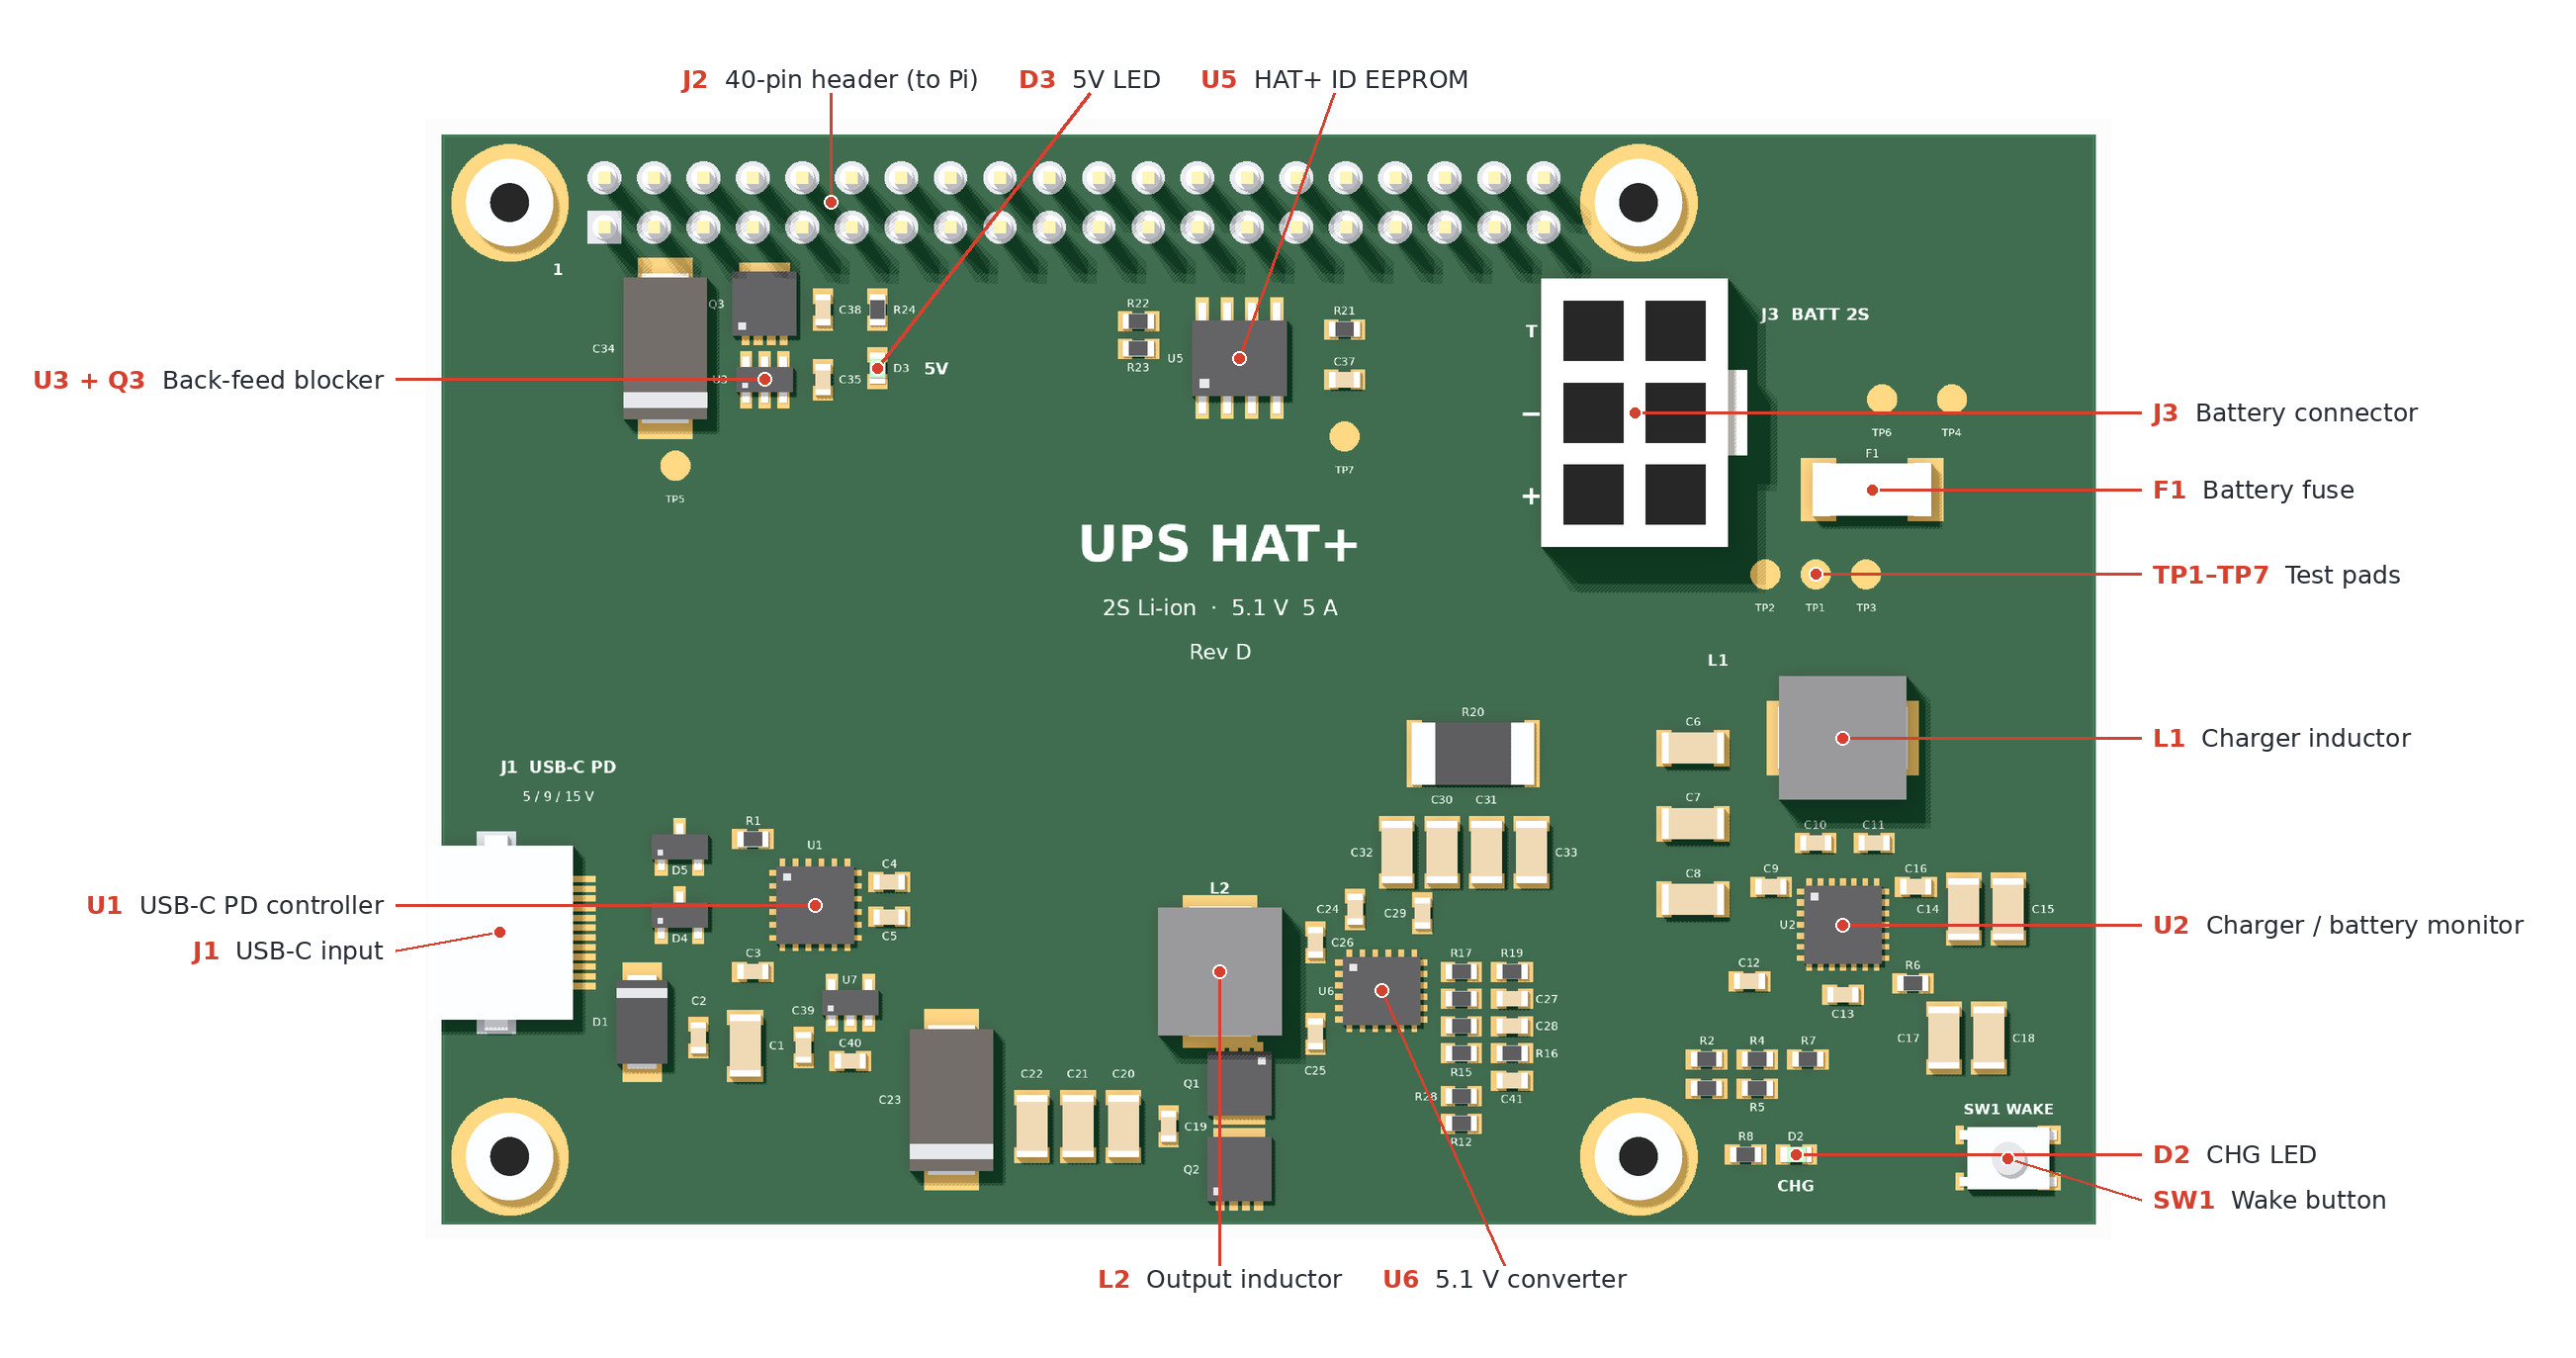 J2 40-pin header (to Pi)
D3 5V LED
U5 HAT+ ID EEPROM
1
Q3
C38
R24
C34
U3
C35
D3
5V
R22
R23
U5
R21
C37
TP7
TP5
T
−
+
J3 BATT 2S
TP6
TP4
F1
TP2
TP1
TP3
U3 + Q3 Back-feed blocker
J3 Battery connector
F1 Battery fuse
TP1–TP7 Test pads
UPS HAT+
2S Li-ion · 5.1 V 5 A
Rev D
L1
L1 Charger inductor
R20
C30
C31
C32
C33
C6
C7
C8
C10
C11
C9
C16
C14
C15
U2
U2 Charger / battery monitor
C12
C13
R6
C17
C18
R2
R4
R7
R5
R8
D2
CHG
SW1 WAKE
D2 CHG LED
SW1 Wake button
J1 USB-C PD
5 / 9 / 15 V
D5
D4
R1
U1
C4
C5
C3
U7
D1
C2
C1
C39
C40
U1 USB-C PD controller
J1 USB-C input
C23
C22
C21
C20
C19
L2
Q1
Q2
C24
C29
C26
U6
C25
R17
R19
C27
C28
R16
R15
C41
R28
R12
L2 Output inductor
U6 5.1 V converter